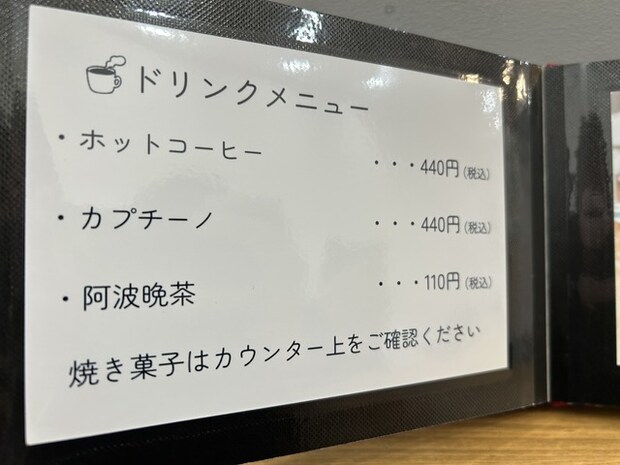 ドリンクメニュー
・ホットコーヒー ・・・440円(税込)
・カプチーノ ・・・440円(税込)
・阿波晩茶 ・・・110円(税込)
焼き菓子はカウンター上をご確認ください